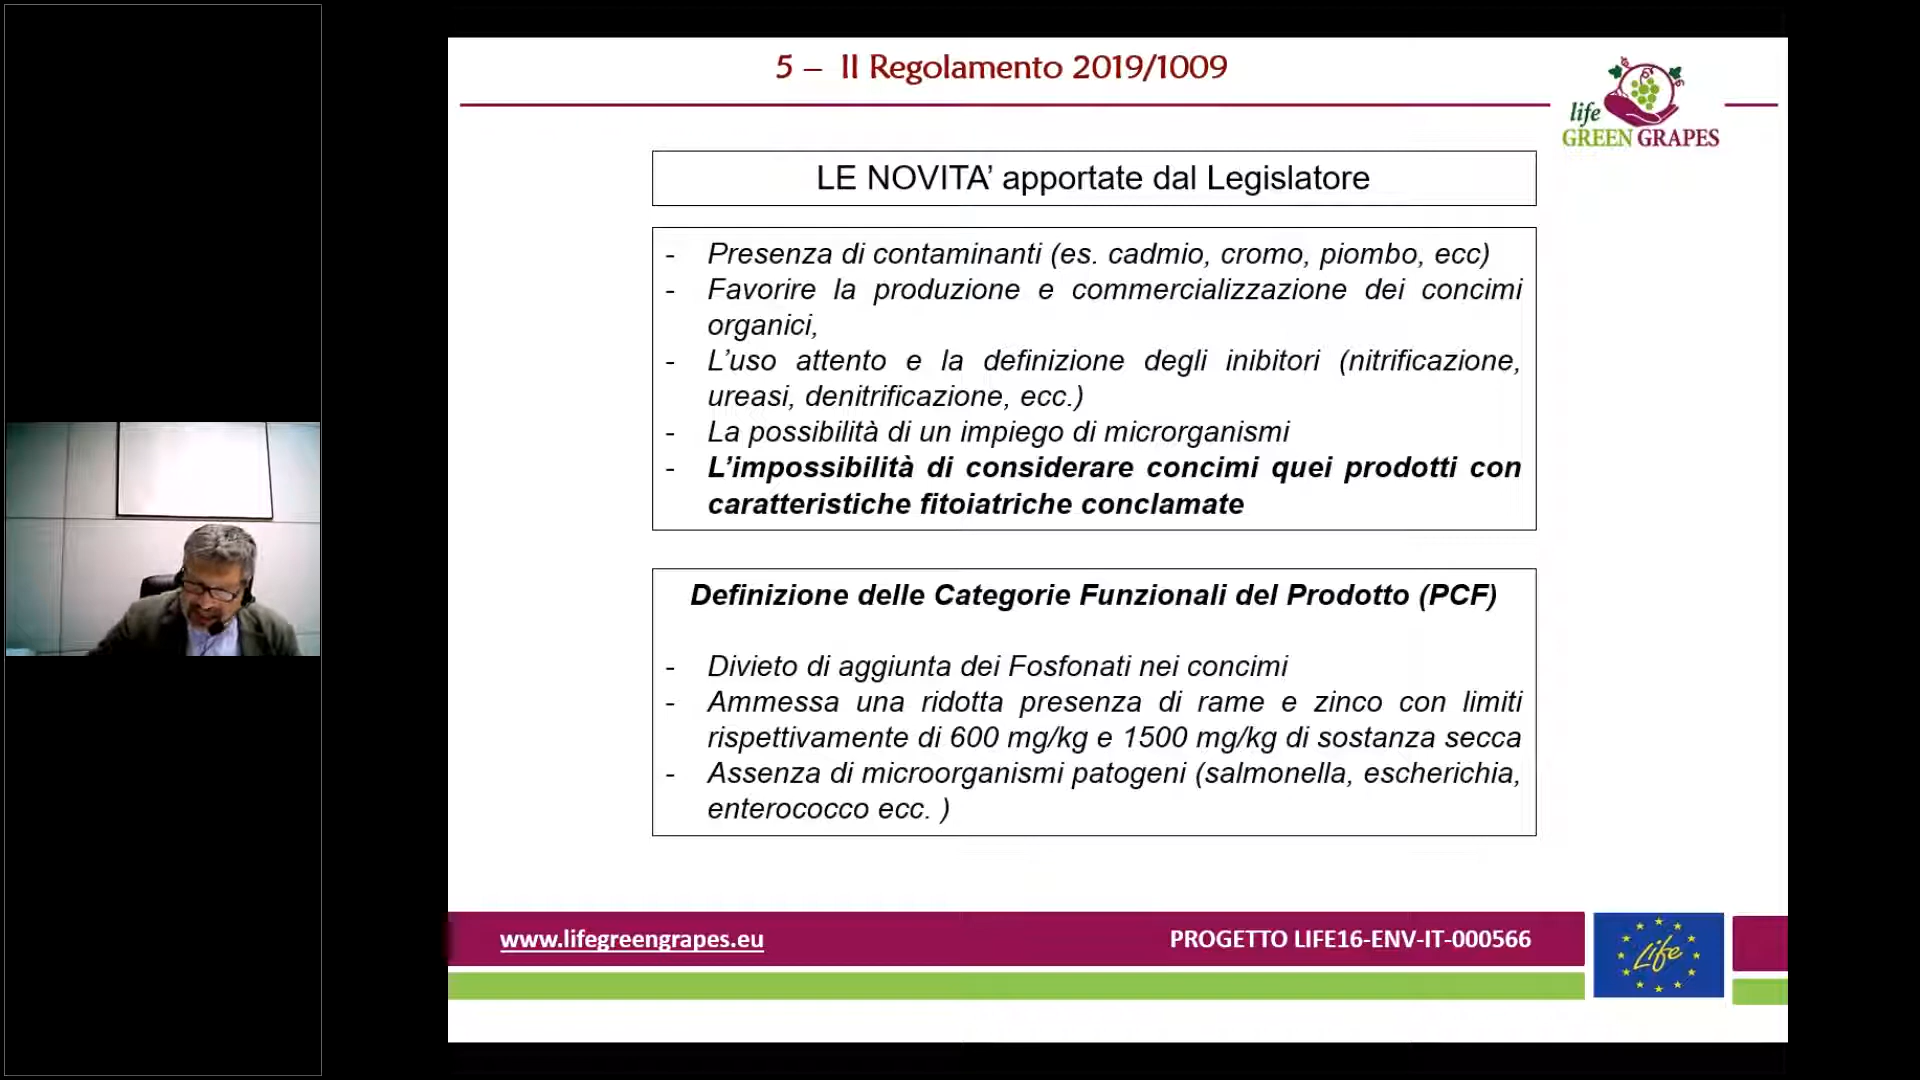 5 – Il Regolamento 2019/1009
life
GREEN GRAPES
LE NOVITA’ apportate dal Legislatore
- Presenza di contaminanti (es. cadmio, cromo, piombo, ecc)
- Favorire la produzione e commercializzazione dei concimi
organici,
- L’uso attento e la definizione degli inibitori (nitrificazione,
ureasi, denitrificazione, ecc.)
- La possibilità di un impiego di microrganismi
- L’impossibilità di considerare concimi quei prodotti con
caratteristiche fitoiatriche conclamate
Definizione delle Categorie Funzionali del Prodotto (PCF)
- Divieto di aggiunta dei Fosfonati nei concimi
- Ammessa una ridotta presenza di rame e zinco con limiti
rispettivamente di 600 mg/kg e 1500 mg/kg di sostanza secca
- Assenza di microorganismi patogeni (salmonella, escherichia,
enterococco ecc. )
www.lifegreengrapes.eu
PROGETTO LIFE16-ENV-IT-000566
Life